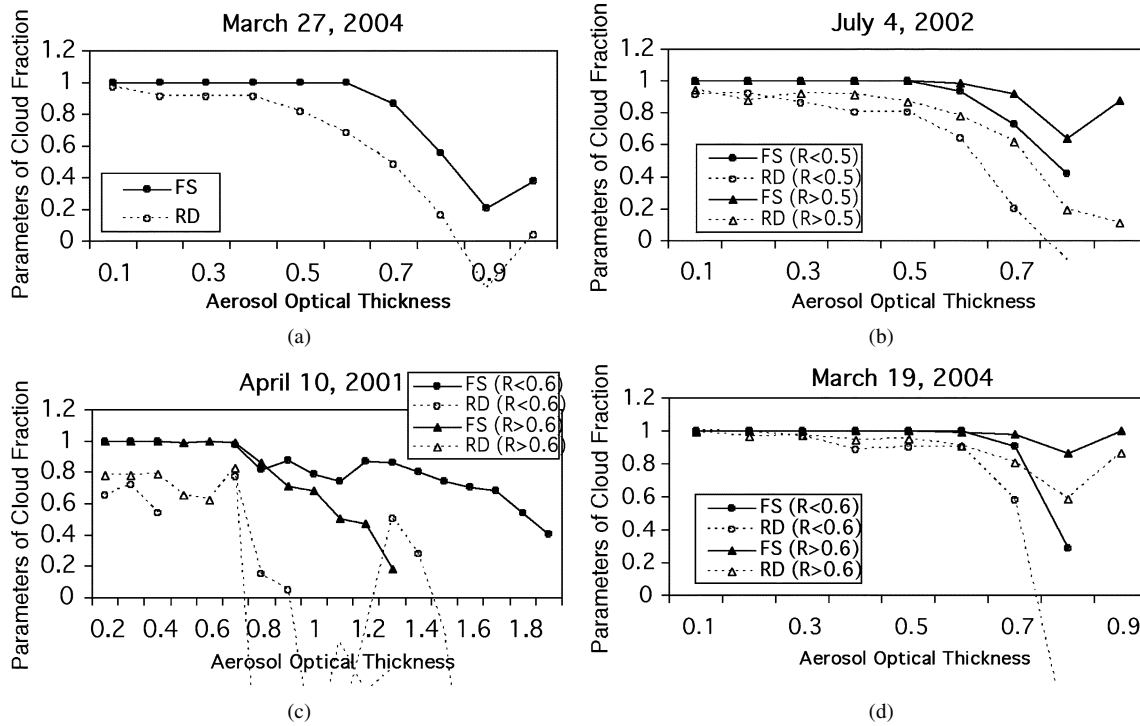 March 27, 2004
Parameters of Cloud Fraction
1.2
1
0.8
0.6
0.4
0.2
0
FS
RD
0.1 0.3 0.5 0.7 0.9
Aerosol Optical Thickness
(a)
July 4, 2002
Parameters of Cloud Fraction
1.2
1
0.8
0.6
0.4
0.2
0
FS (R<0.5)
RD (R<0.5)
FS (R>0.5)
RD (R>0.5)
0.1 0.3 0.5 0.7
Aerosol Optical Thickness
(b)
April 10, 2001
Parameters of Cloud Fraction
1.2
1
0.8
0.6
0.4
0.2
0
FS (R<0.6)
RD (R<0.6)
FS (R>0.6)
RD (R>0.6)
0.2 0.4 0.6 0.8 1 1.2 1.4 1.6 1.8
Aerosol Optical Thickness
(c)
March 19, 2004
Parameters of Cloud Fraction
1.2
1
0.8
0.6
0.4
0.2
0
FS (R<0.6)
RD (R<0.6)
FS (R>0.6)
RD (R>0.6)
0.1 0.3 0.5 0.7 0.9
Aerosol Optical Thickness
(d)